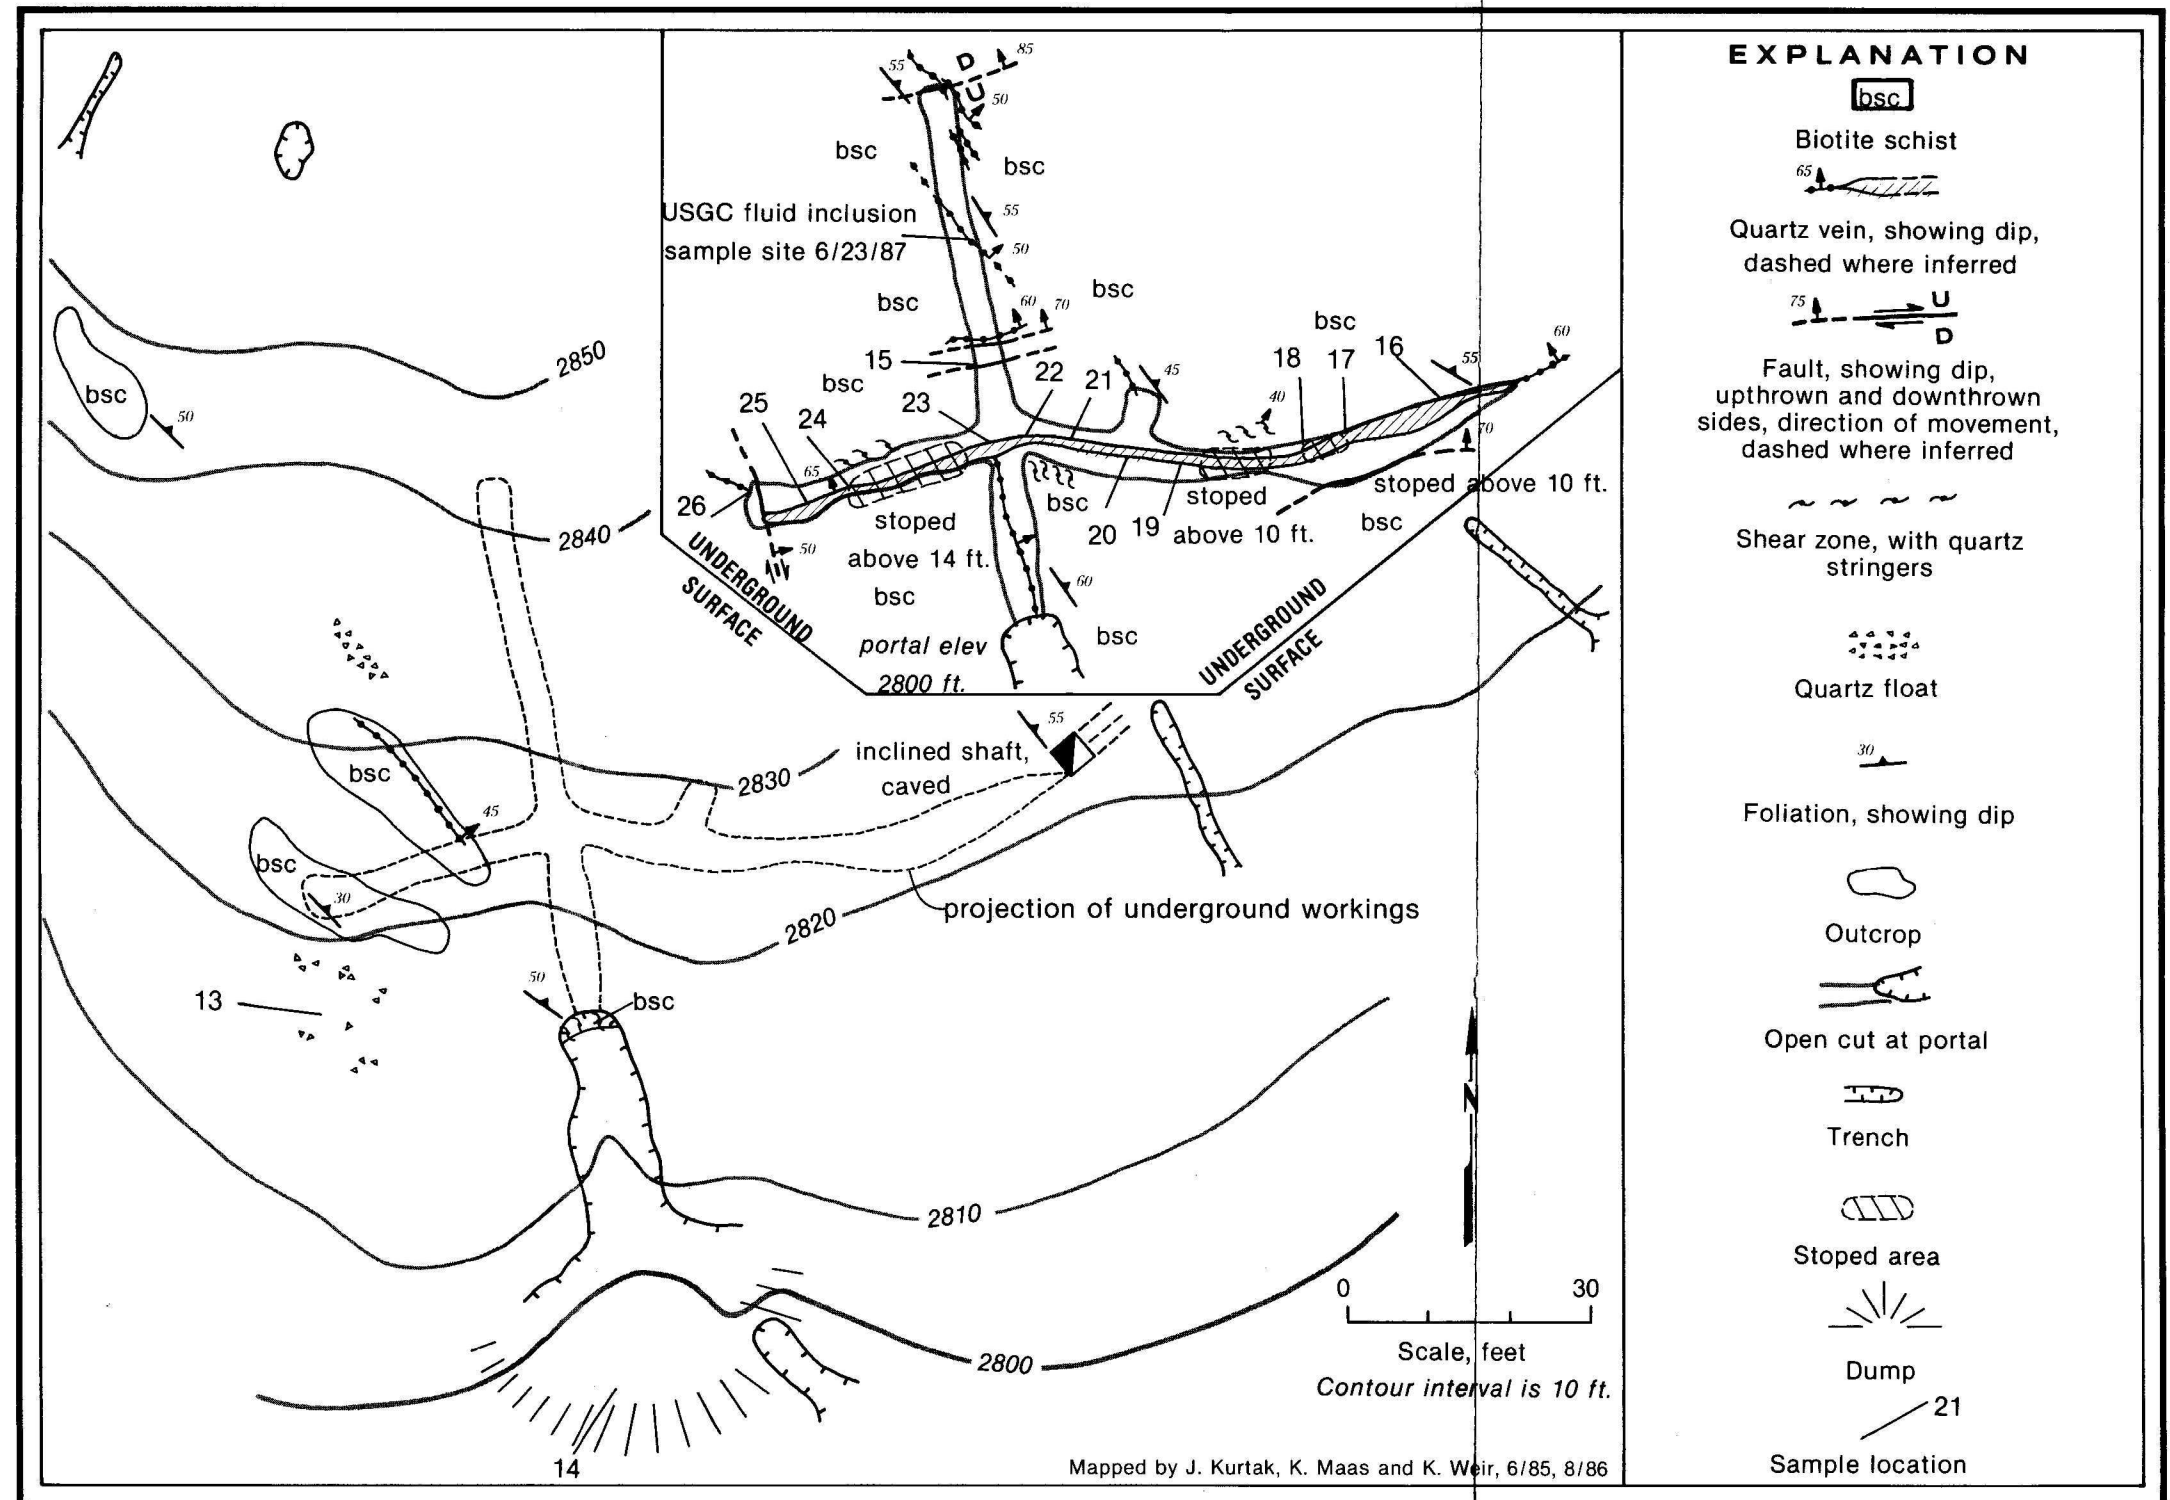 85
55
D
U
50
bsc
bsc
55
USGC fluid inclusion
sample site 6/23/87
50
bsc
bsc
60
70
bsc
60
15
18
17
16
55
22
21
45
bsc
25
24
23
40
70
65
26
stoped
above 14 ft.
bsc
20
19
stoped
above 10 ft.
stoped above 10 ft.
bsc
50
bsc
60
portal elev
2800 ft.
bsc
UNDERGROUND
SURFACE
UNDERGROUND
SURFACE
2850
bsc
50
2840
bsc
45
2830
55
inclined shaft,
caved
bsc
30
2820
projection of underground workings
13
50
bsc
2810
N
2800
14
0
30
Scale, feet
Contour interval is 10 ft.
Mapped by J. Kurtak, K. Maas and K. Weir, 6/85, 8/86
EXPLANATION
bsc
Biotite schist
65
Quartz vein, showing dip,
dashed where inferred
75
U
D
Fault, showing dip,
upthrown and downthrown
sides, direction of movement,
dashed where inferred
Shear zone, with quartz
stringers
Quartz float
30
Foliation, showing dip
Outcrop
Open cut at portal
Trench
Stoped area
Dump
21
Sample location